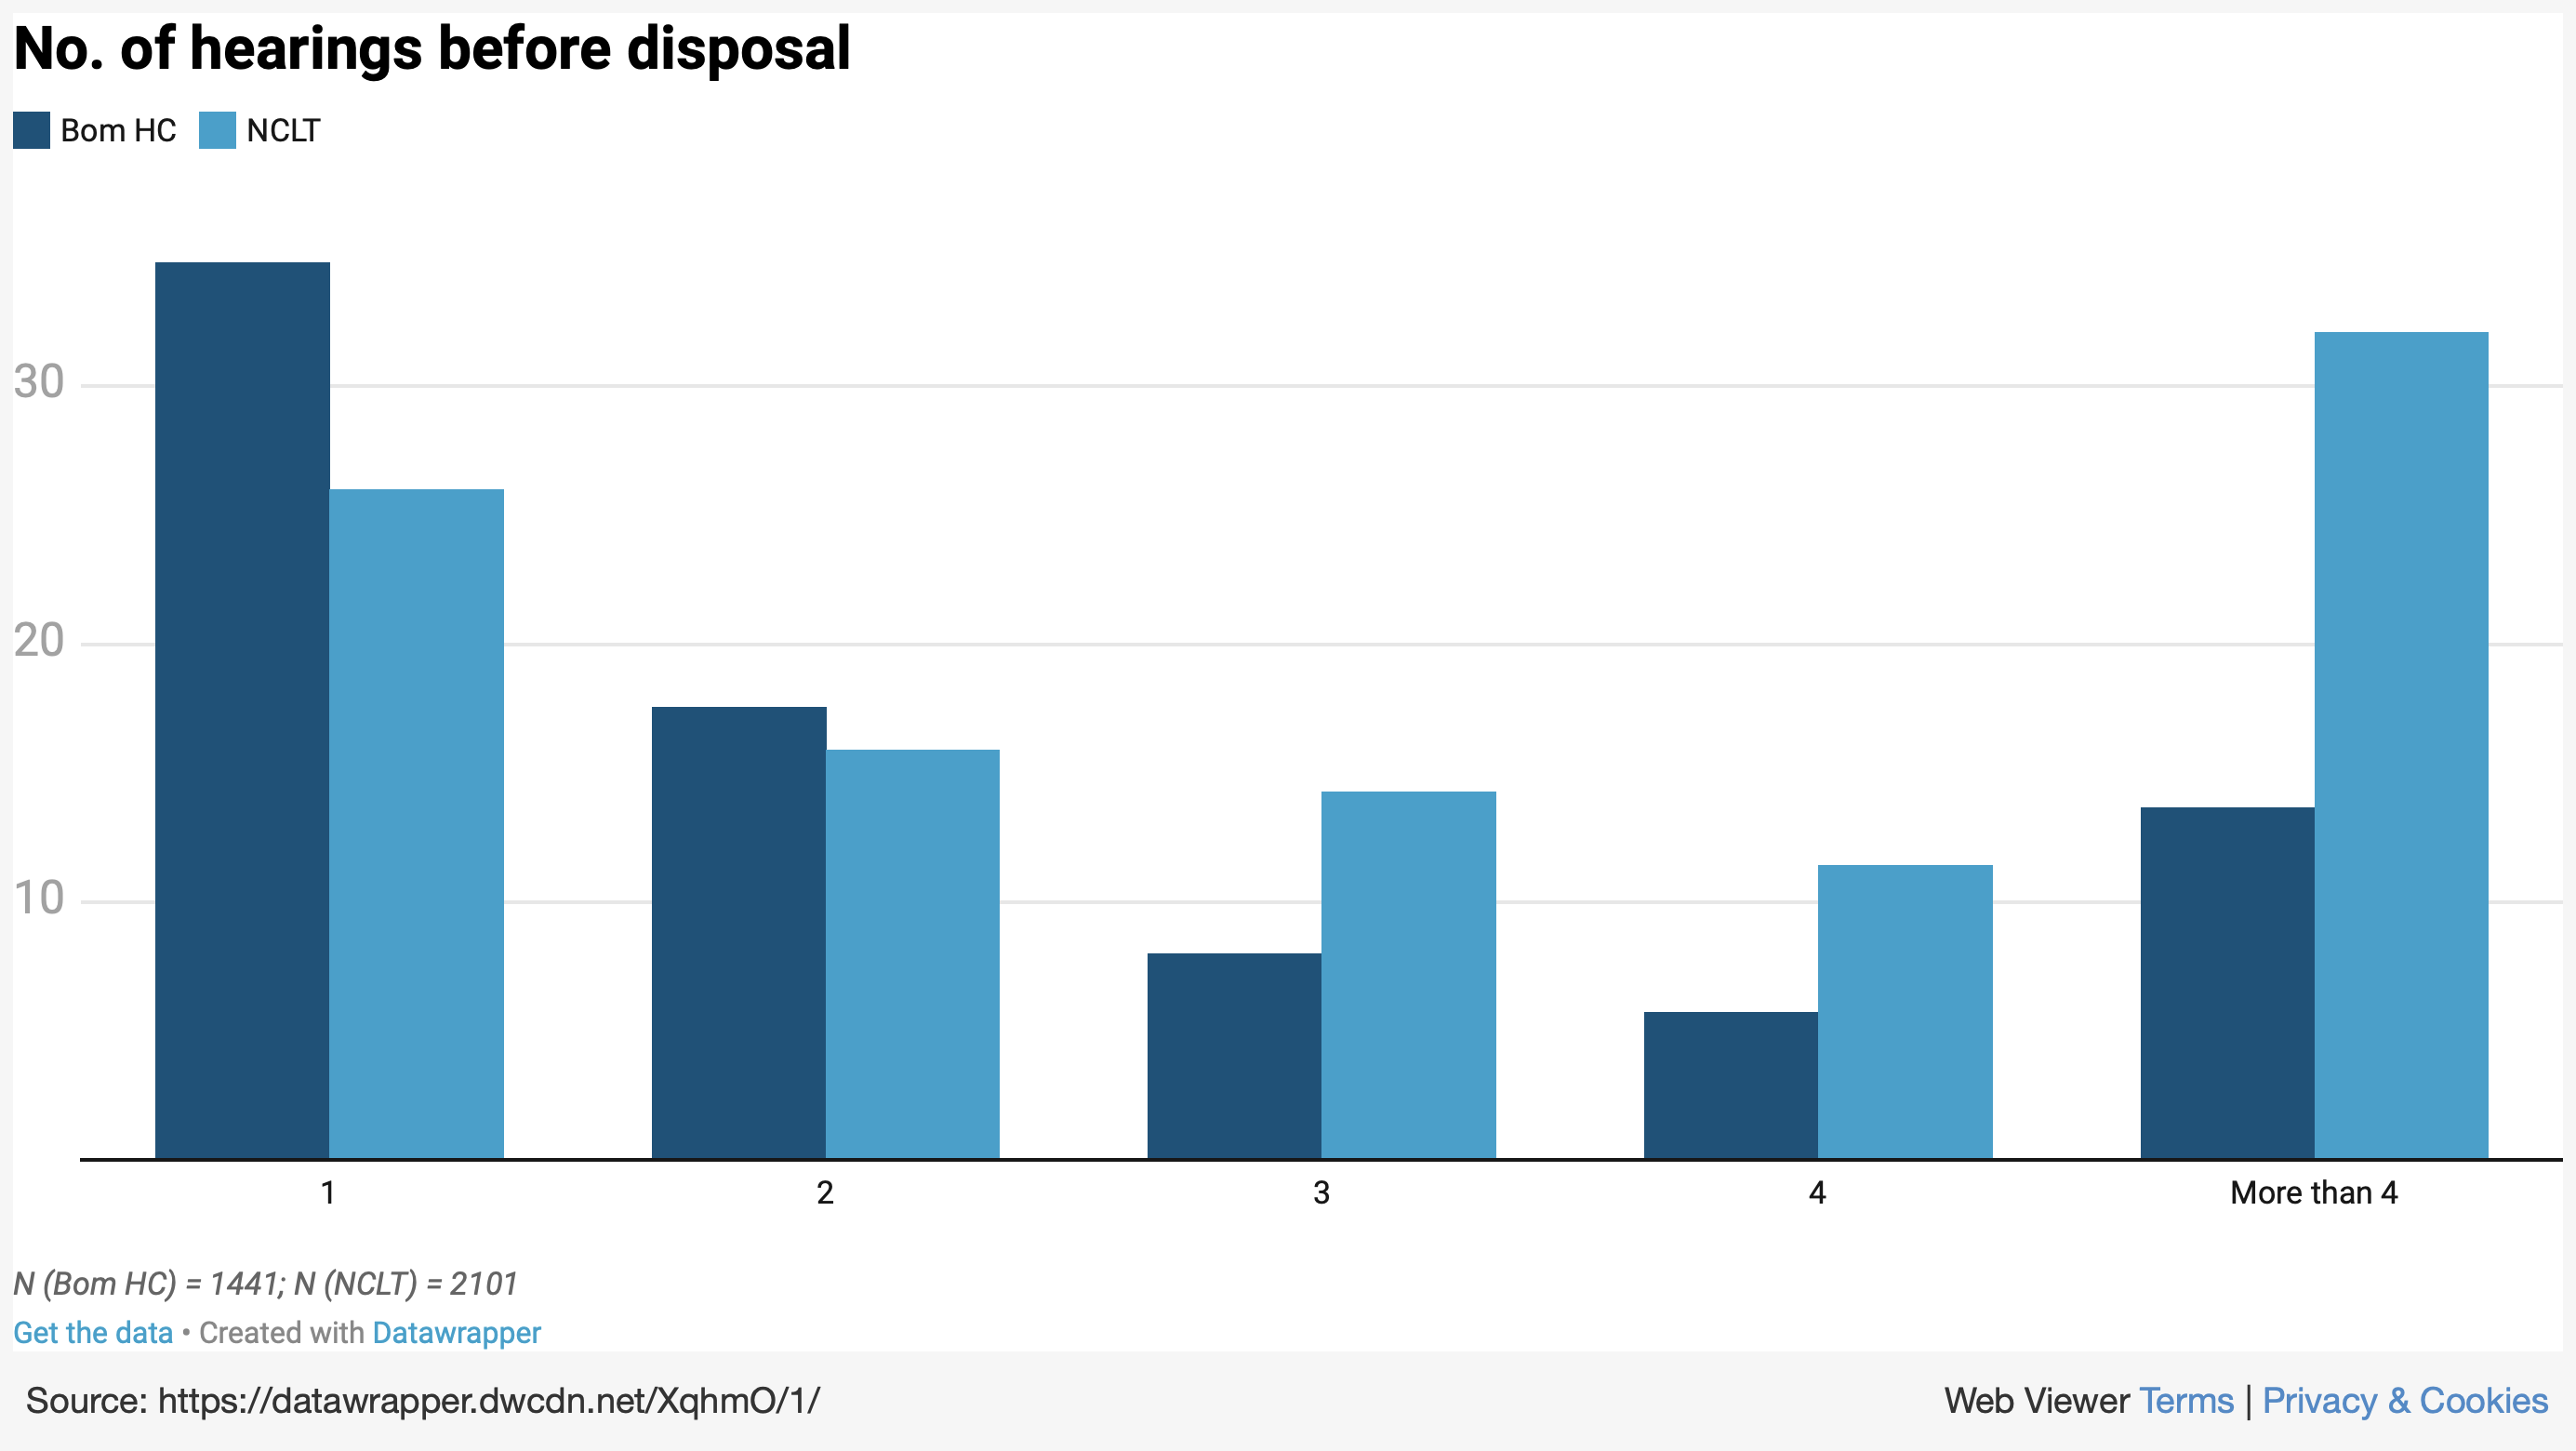 No. of hearings before disposal
Bom HC NCLT
30
20
10
1 2 3 4 More than 4
N (Bom HC) = 1441; N (NCLT) = 2101
Get the data • Created with Datawrapper
Source: https://datawrapper.dwcdn.net/XqhmO/1/ Web Viewer Terms | Privacy & Cookies